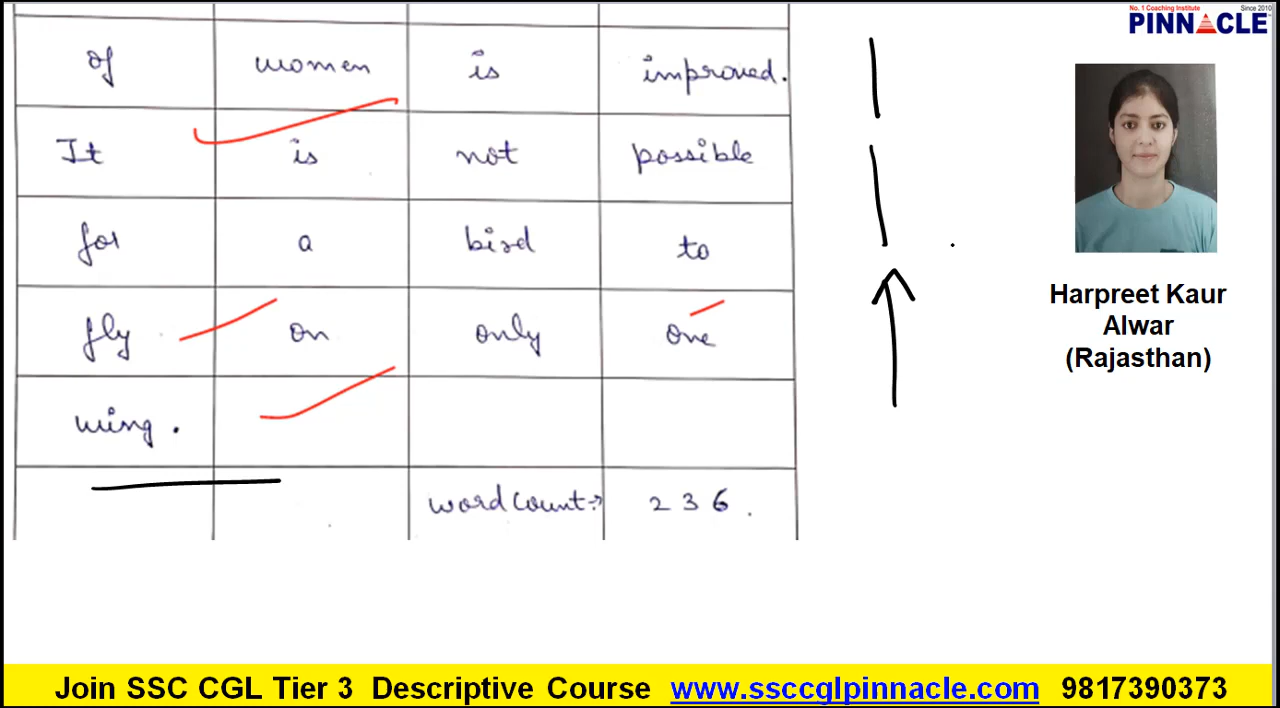 No. 1 Coaching Institute Since 2010
PINNACLE
of women is improved.
It is not possible
for a bird to
fly on only one
wing.
word Count :→ 236.
Harpreet Kaur
Alwar
(Rajasthan)
Join SSC CGL Tier 3 Descriptive Course www.ssccglpinnacle.com 9817390373